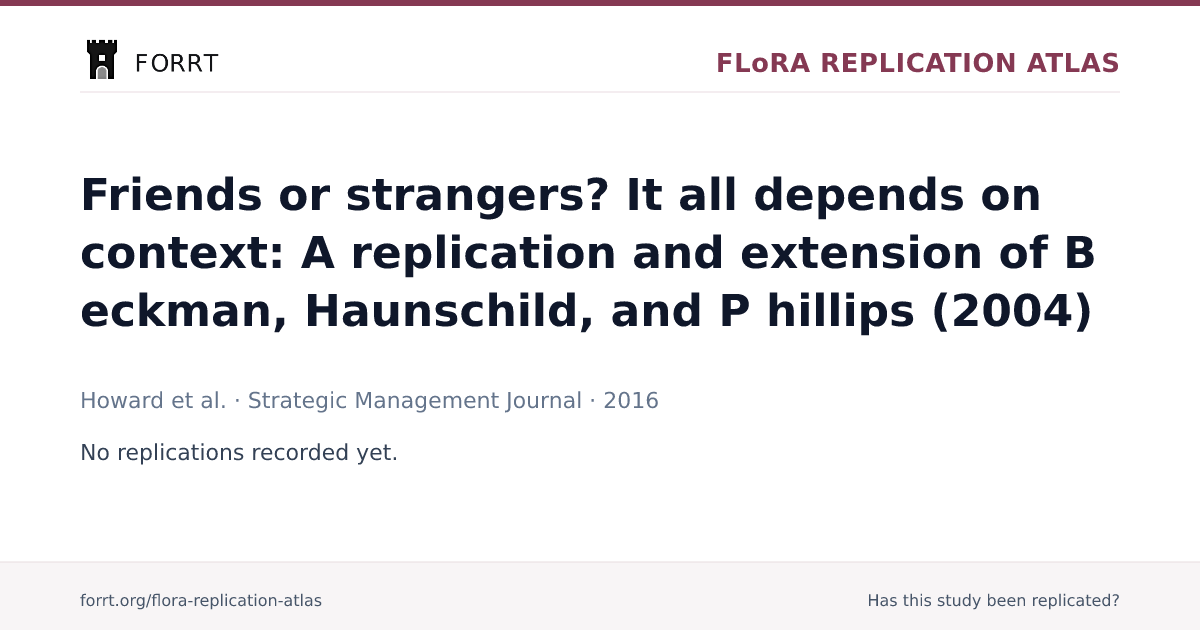 FORRT
FLoRA REPLICATION ATLAS
Friends or strangers? It all depends on
context: A replication and extension of B
eckman, Haunschild, and P hillips (2004)
Howard et al. · Strategic Management Journal · 2016
No replications recorded yet.
forrt.org/flora-replication-atlas
Has this study been replicated?